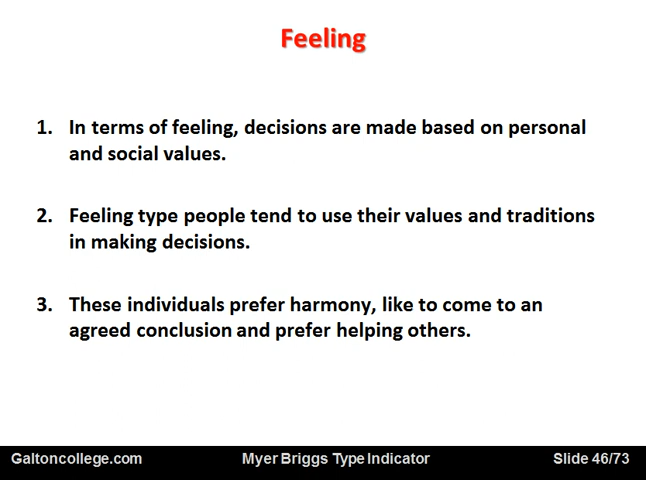 Feeling
1. In terms of feeling, decisions are made based on personal
and social values.
2. Feeling type people tend to use their values and traditions
in making decisions.
3. These individuals prefer harmony, like to come to an
agreed conclusion and prefer helping others.
Galtoncollege.com Myer Briggs Type Indicator Slide 46/73